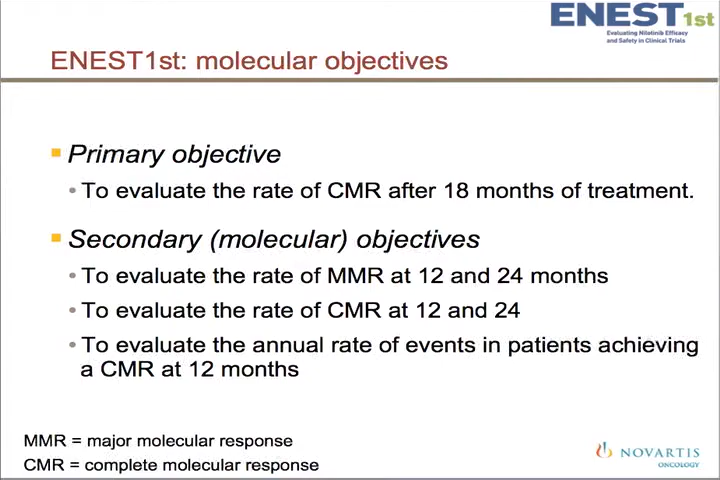 ENEST1st
Evaluating Nilotinib Efficacy
and Safety in Clinical Trials
ENEST1st: molecular objectives
Primary objective
• To evaluate the rate of CMR after 18 months of treatment.
Secondary (molecular) objectives
• To evaluate the rate of MMR at 12 and 24 months
• To evaluate the rate of CMR at 12 and 24
• To evaluate the annual rate of events in patients achieving
a CMR at 12 months
MMR = major molecular response
CMR = complete molecular response
NOVARTIS
ONCOLOGY